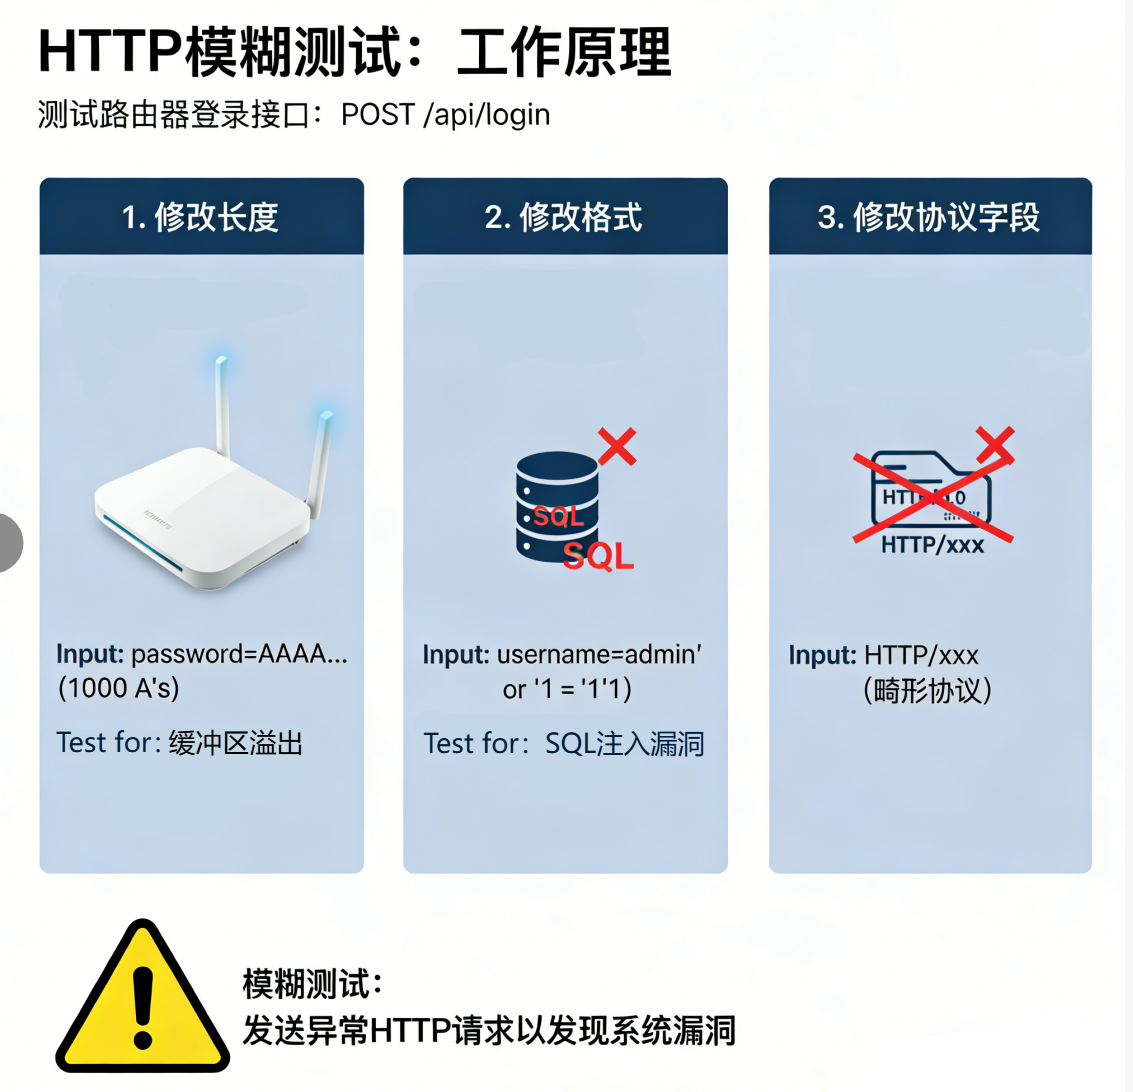 HTTP模糊测试：工作原理
测试路由器登录接口：POST /api/login
1. 修改长度
Input: password=AAAA...
(1000 A's)
Test for: 缓冲区溢出
2. 修改格式
SQL
SQL
Input: username=admin'
or '1 = '1'1)
Test for： SQL注入漏洞
3. 修改协议字段
HTTP/xxx
Input: HTTP/xxx
（畸形协议）
模糊测试：
发送异常HTTP请求以发现系统漏洞